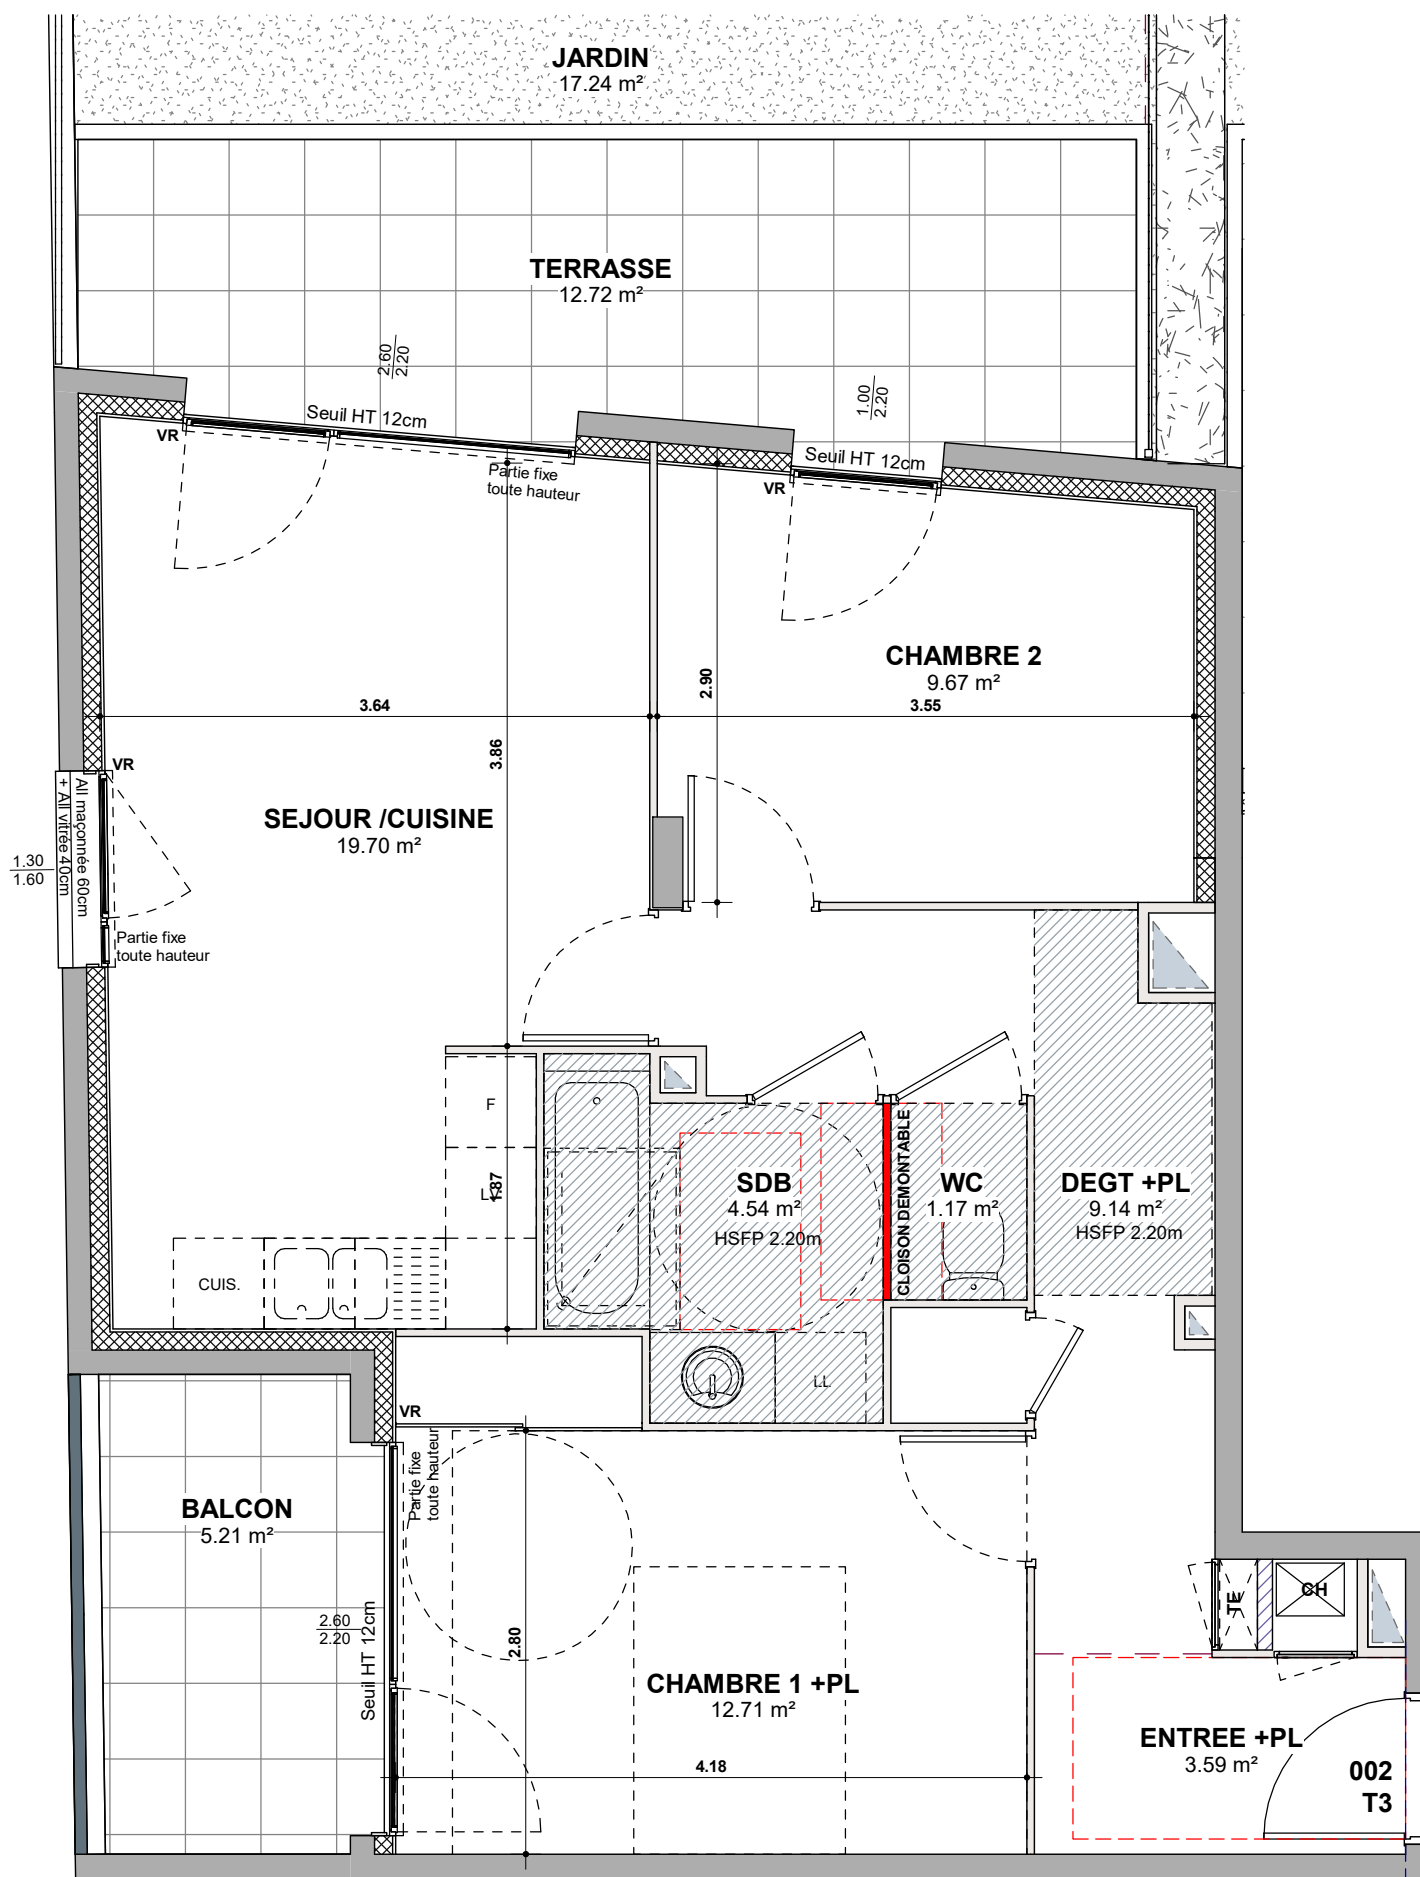 JARDIN
17.24 m²
TERRASSE
12.72 m²
2.60
2.20
1.00
2.20
Seuil HT 12cm
VR
Partie fixe
toute hauteur
Seuil HT 12cm
VR
CHAMBRE 2
9.67 m²
2.90
3.64
3.55
3.86
VR
SEJOUR /CUISINE
19.70 m²
1.30
1.60
All maçonnée 60cm
+ All vitrée 40cm
Partie fixe
toute hauteur
F
1.87
CUIS.
SDB
4.54 m²
HSFP 2.20m
CLOISON DEMONTABLE
WC
1.17 m²
DEGT +PL
9.14 m²
HSFP 2.20m
LL
VR
Partie fixe
toute hauteur
BALCON
5.21 m²
2.60
2.20
Seuil HT 12cm
2.80
CHAMBRE 1 +PL
12.71 m²
4.18
TE
CH
ENTREE +PL
3.59 m²
002
T3